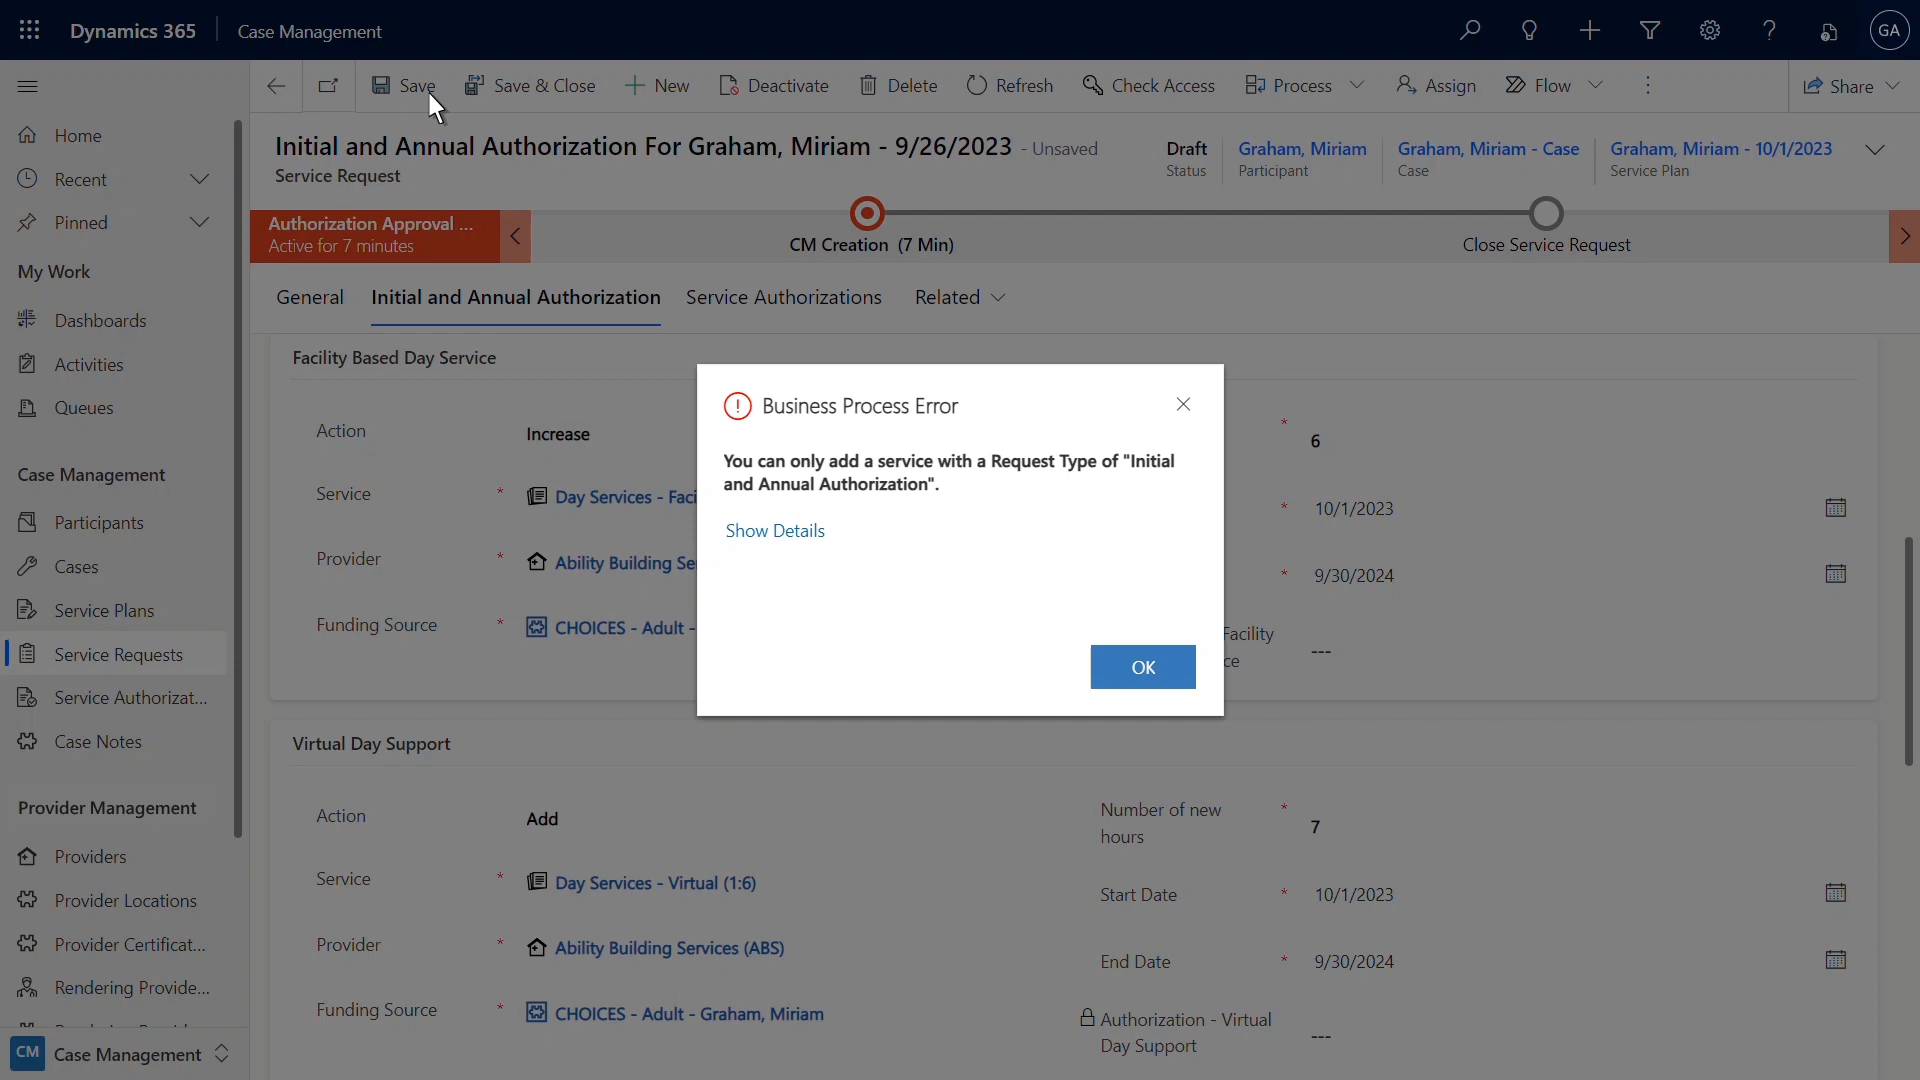 Dynamics 365
Case Management
GA
Save
Save & Close
New
Deactivate
Delete
Refresh
Check Access
Process
Assign
Flow
Share
Home
Recent
Pinned
My Work
Dashboards
Activities
Queues
Case Management
Participants
Cases
Service Plans
Service Requests
Service Authorizat...
Case Notes
Provider Management
Providers
Provider Locations
Provider Certificat...
Rendering Provide...
CM
Case Management
Initial and Annual Authorization For Graham, Miriam - 9/26/2023 - Unsaved
Service Request
Draft
Status
Graham, Miriam
Participant
Graham, Miriam - Case
Case
Graham, Miriam - 10/1/2023
Service Plan
Authorization Approval ...
Active for 7 minutes
CM Creation (7 Min)
Close Service Request
General
Initial and Annual Authorization
Service Authorizations
Related
Facility Based Day Service
Action
Increase
* 6
Service * Day Services - Faci
* 10/1/2023
Provider * Ability Building Se
* 9/30/2024
Funding Source * CHOICES - Adult -
Facility
ce
---
Business Process Error
You can only add a service with a Request Type of "Initial
and Annual Authorization".
Show Details
OK
Virtual Day Support
Action
Add
Number of new
hours
* 7
Service * Day Services - Virtual (1:6)
Start Date * 10/1/2023
Provider * Ability Building Services (ABS)
End Date * 9/30/2024
Funding Source * CHOICES - Adult - Graham, Miriam
Authorization - Virtual
Day Support
---